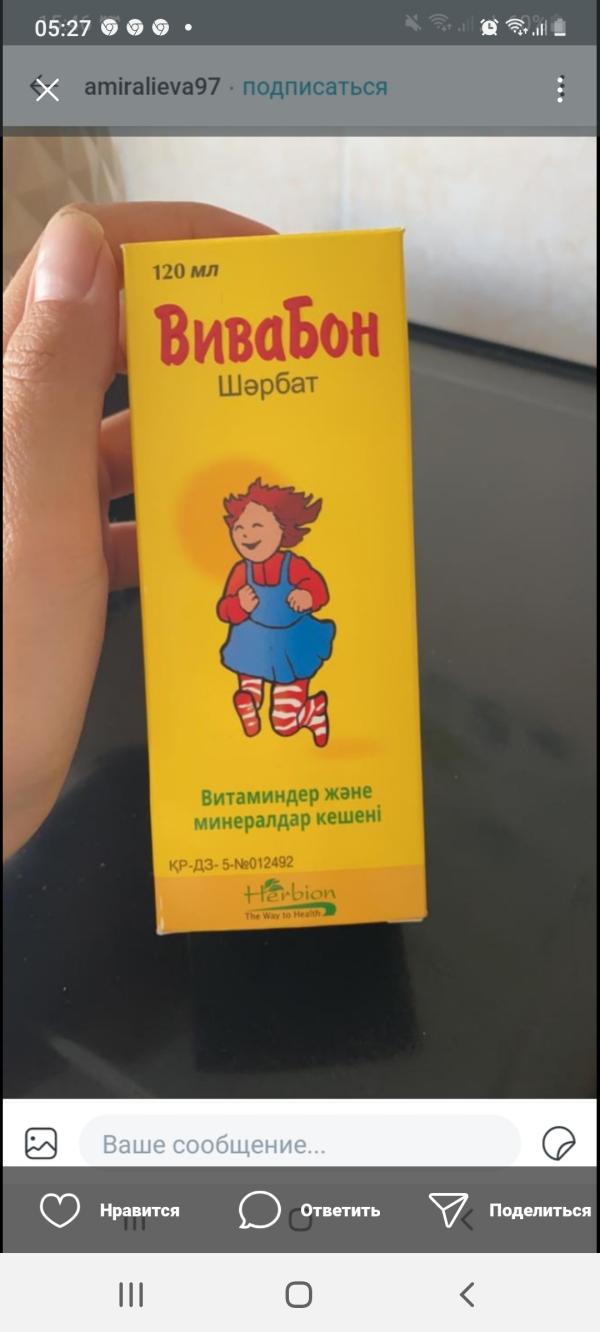 05:27
amiralieva97 · подписаться
120 мл
ВиваБон
Шәрбат
Витаминдер және
минералдар кешені
ҚР-ДЗ- 5-№012492
Herbion
The Way to Health
Ваше сообщение...
Нравится
Ответить
Поделиться